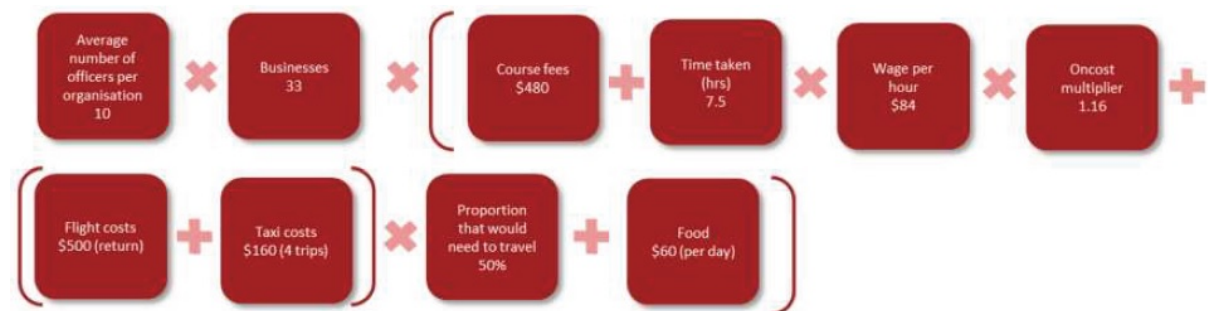 Average
number of
officers per
organisation
10
×
Businesses
33
×
(
Course fees
$480
+
Time taken
(hrs)
7.5
×
Wage per
hour
$84
×
Oncost
multiplier
1.16
+
(
Flight costs
$500 (return)
+
Taxi costs
$160 (4 trips)
)
×
Proportion
that would
need to travel
50%
+
Food
$60 (per day)
)